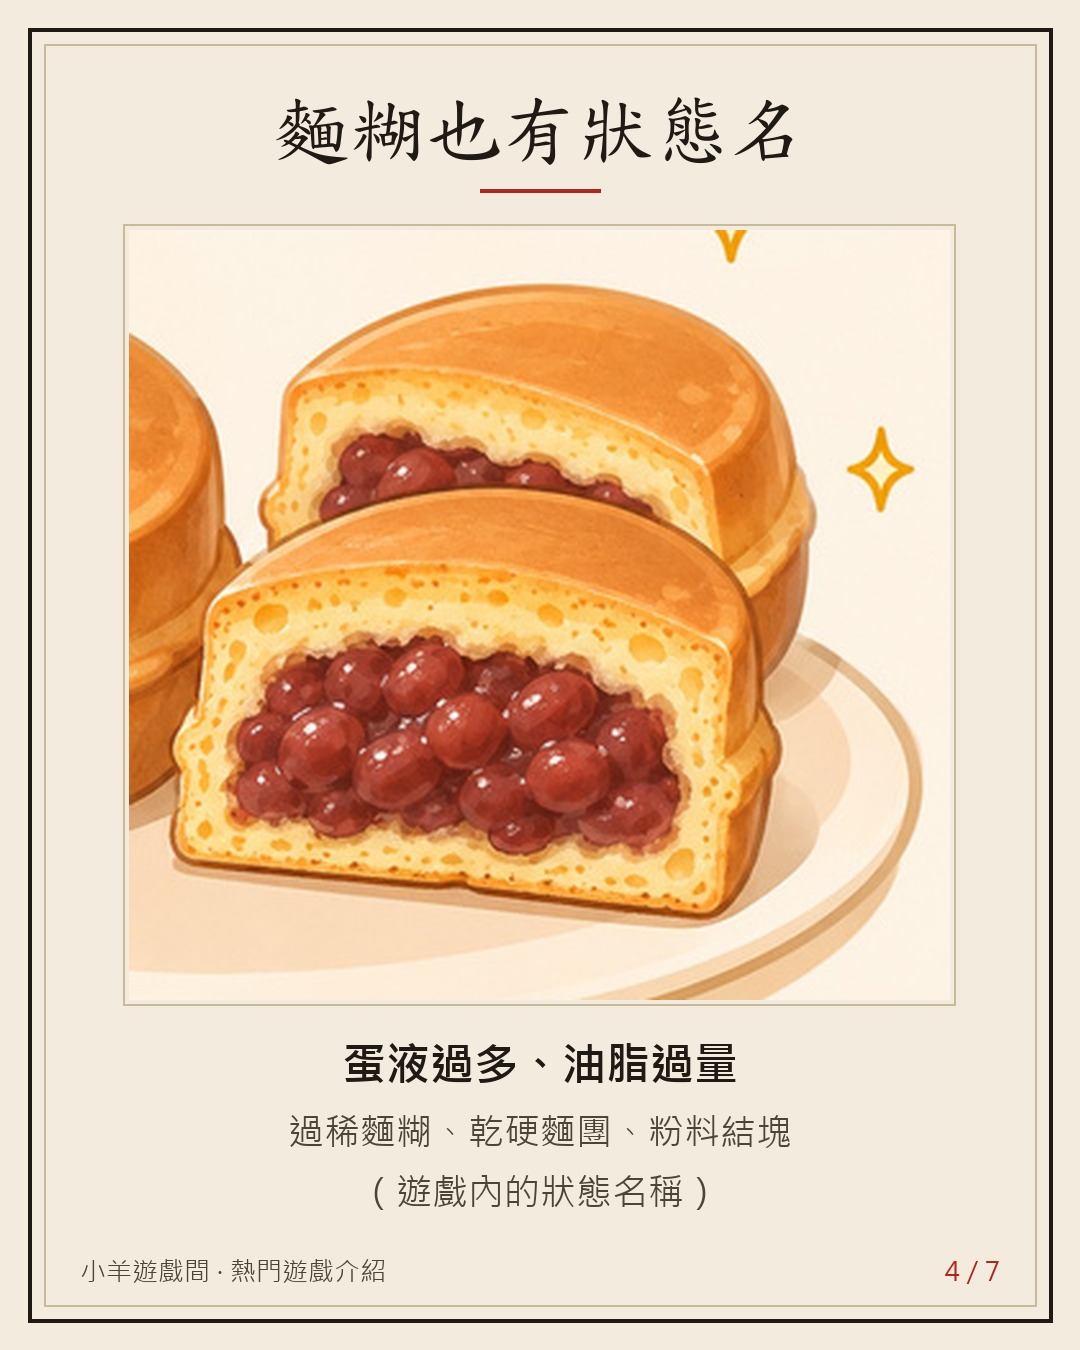 麵糊也有狀態名
蛋液過多、油脂過量
過稀麵糊、乾硬麵團、粉料結塊
( 遊戲內的狀態名稱 )
小羊遊戲間 · 熱門遊戲介紹
4 / 7